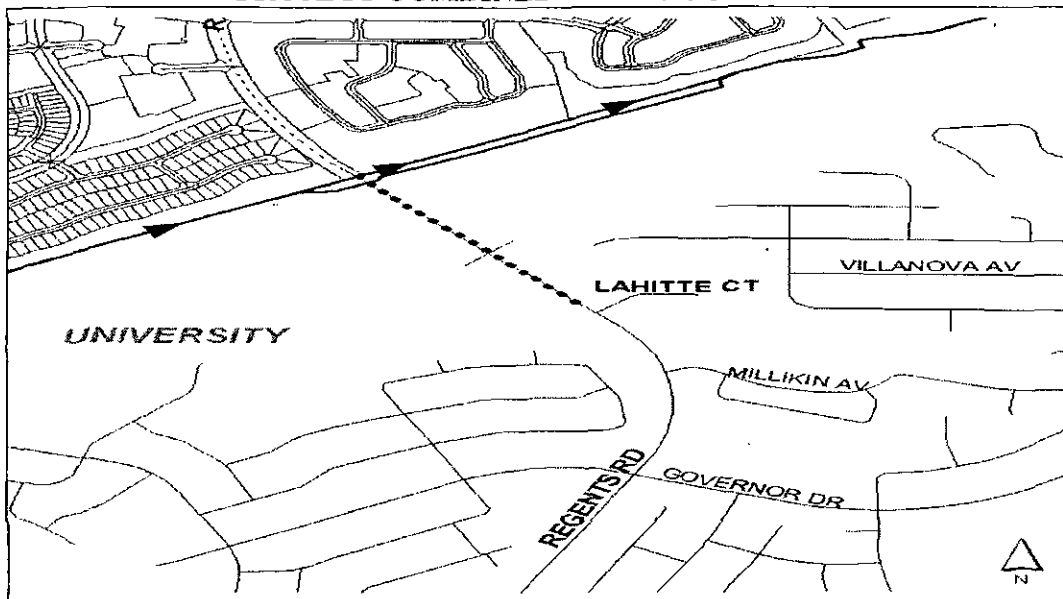 R
LAHITTE CT
VILLANOVA AV
UNIVERSITY
MILLIKIN AV
REGENTS RD
GOVERNOR DR
N